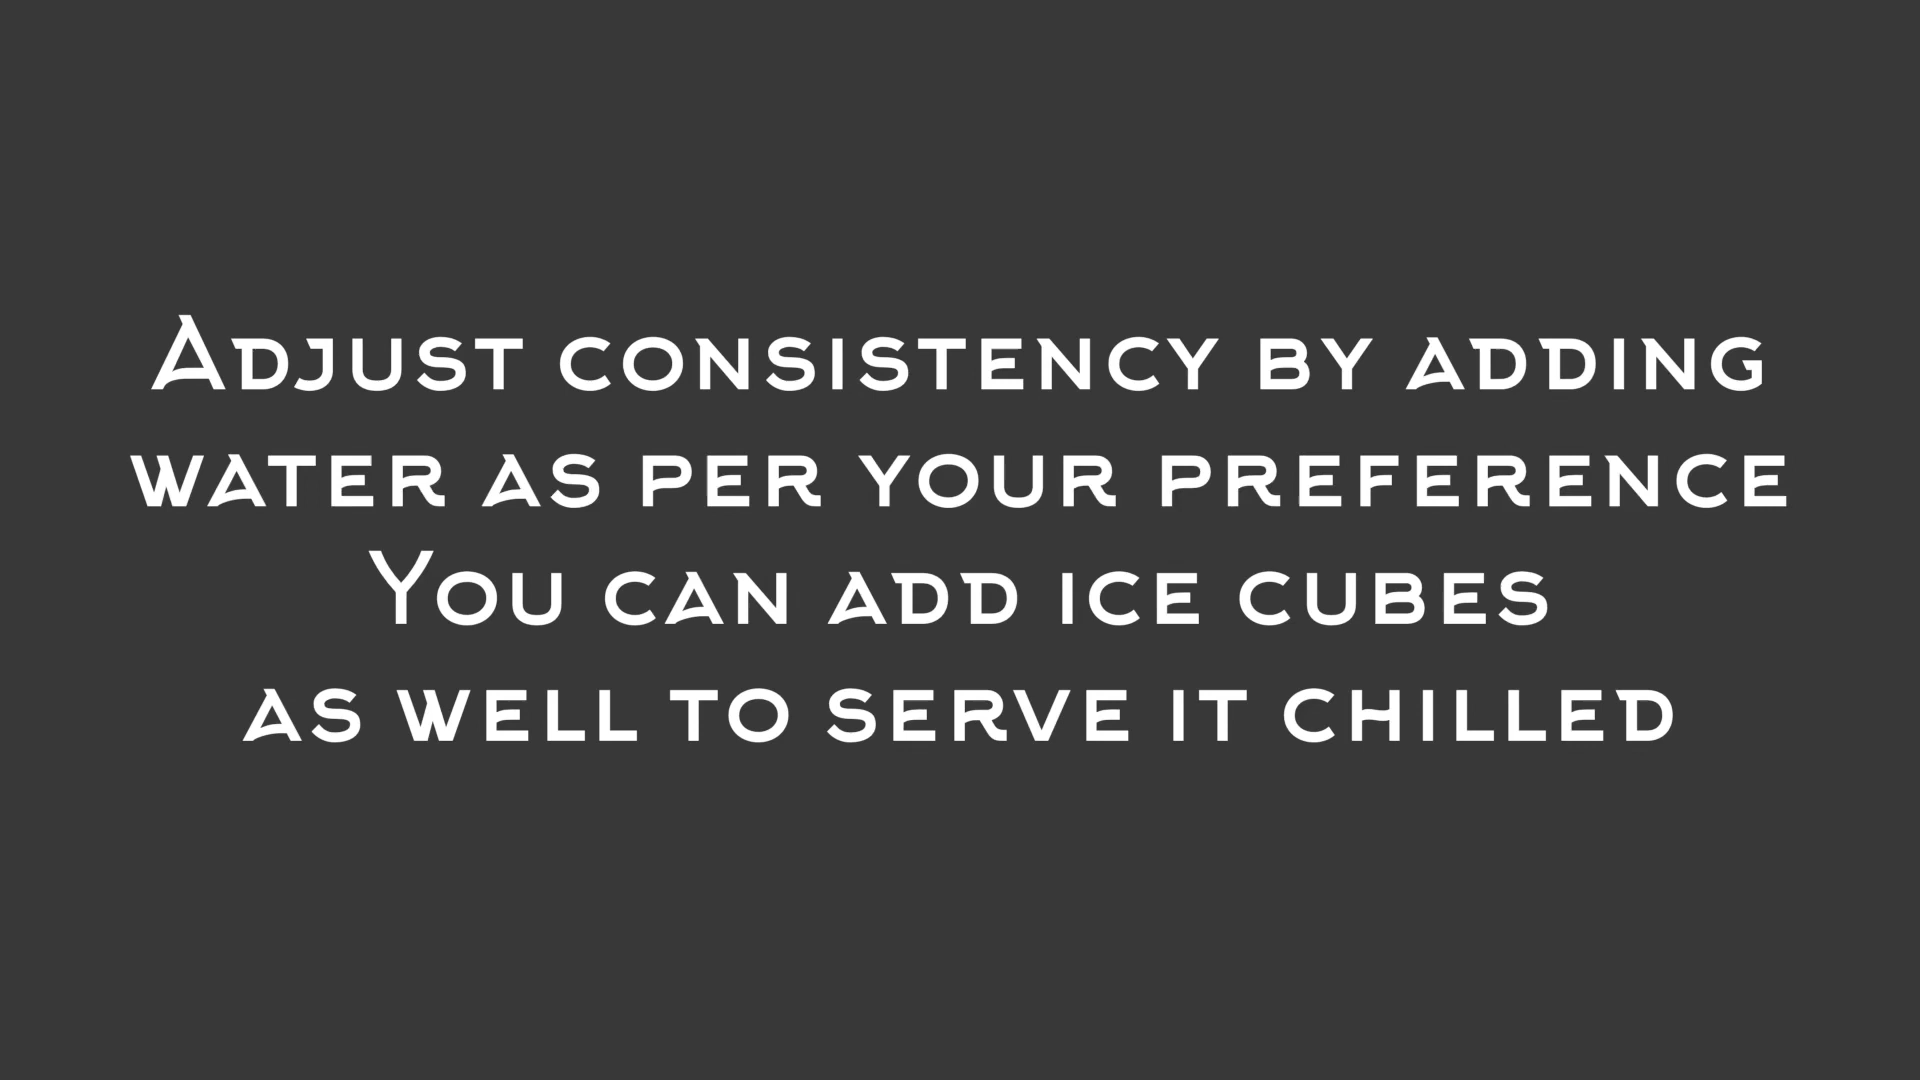 Adjust consistency by adding
water as per your preference
You can add ice cubes
as well to serve it chilled